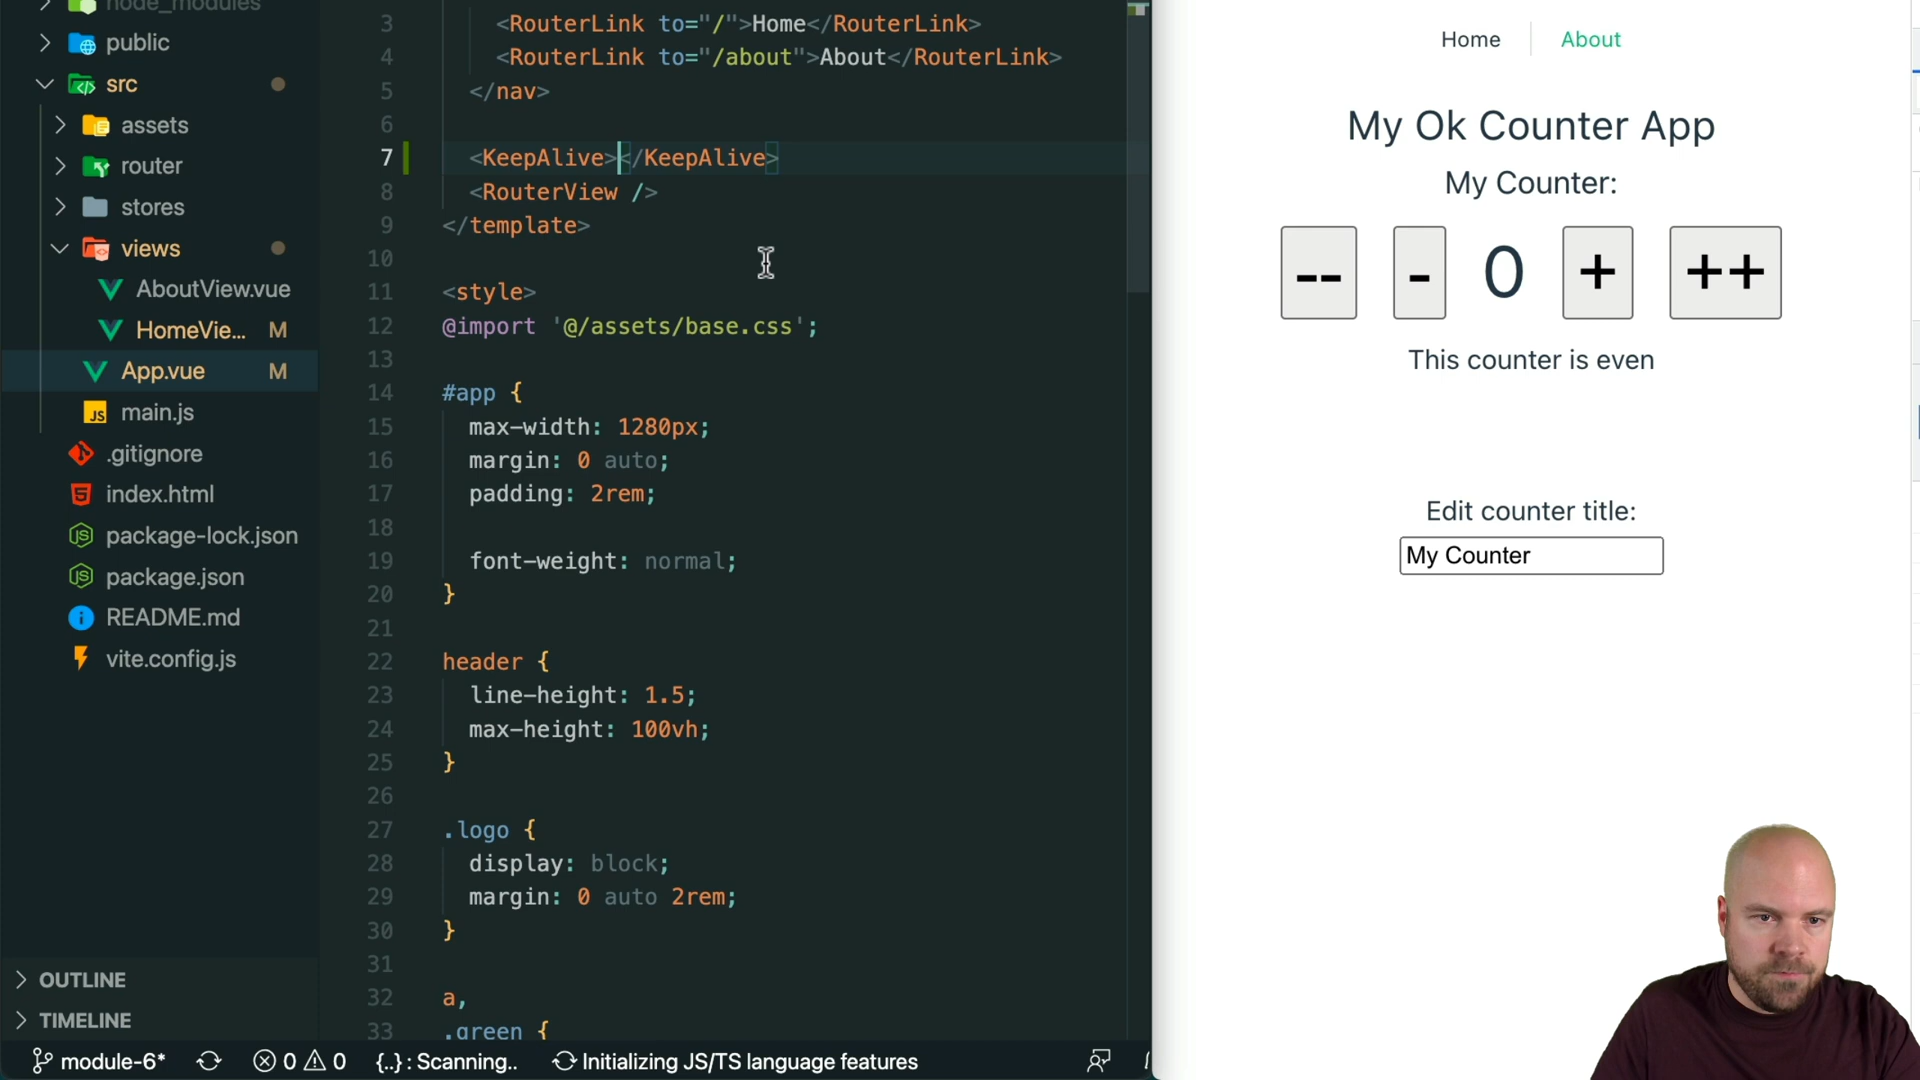 node_modules
public
src
assets
router
stores
views
AboutView.vue
HomeVie... M
App.vue M
main.js
.gitignore
index.html
package-lock.json
package.json
README.md
vite.config.js
OUTLINE
TIMELINE
3 <RouterLink to="/">Home</RouterLink>
4 <RouterLink to="/about">About</RouterLink>
5 </nav>
6
7 <KeepAlive></KeepAlive>
8 <RouterView />
9 </template>
10
11 <style>
12 @import '@/assets/base.css';
13
14 #app {
15 max-width: 1280px;
16 margin: 0 auto;
17 padding: 2rem;
18
19 font-weight: normal;
20 }
21
22 header {
23 line-height: 1.5;
24 max-height: 100vh;
25 }
26
27 .logo {
28 display: block;
29 margin: 0 auto 2rem;
30 }
31
32 a,
33 .green {
module-6* 0 0 {..} : Scanning.. Initializing JS/TS language features
Home About
My Ok Counter App
My Counter:
-- - 0 + ++
This counter is even
Edit counter title:
My Counter